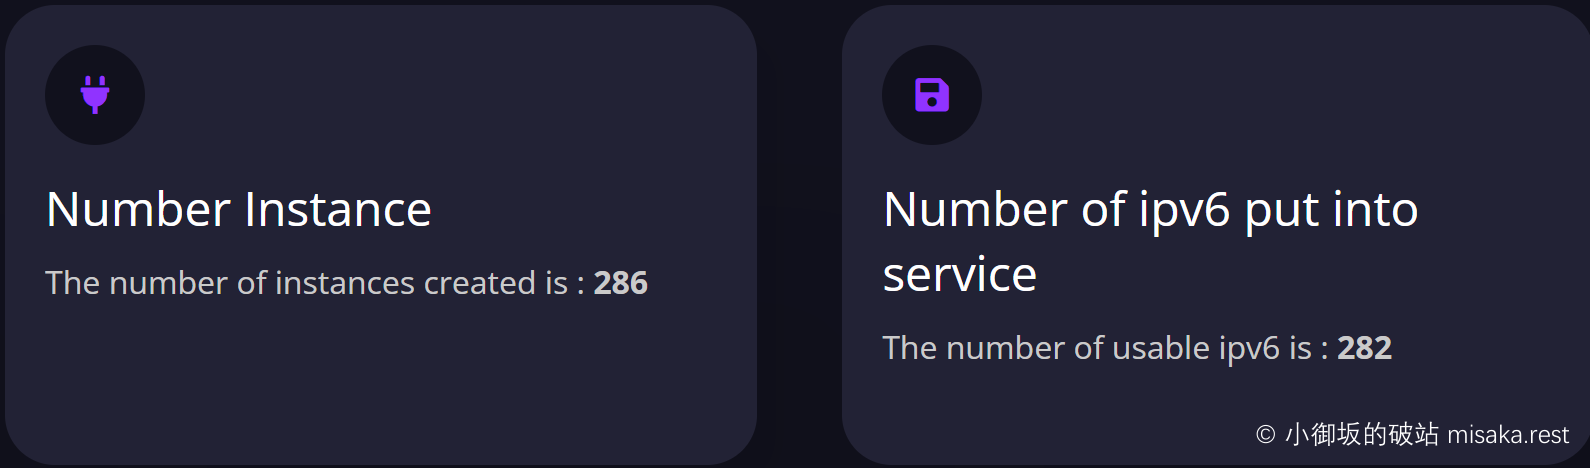 Number Instance
The number of instances created is : 286
Number of ipv6 put into
service
The number of usable ipv6 is : 282
© 小御坂的破站 misaka.rest